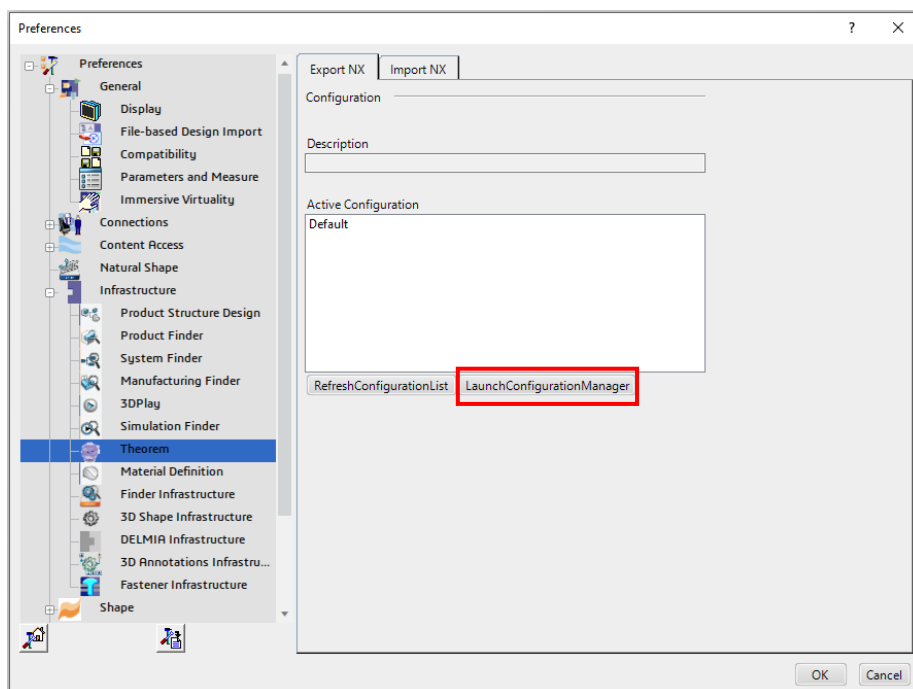 Preferences
?
Preferences
General
Display
File-based Design Import
Compatibility
Parameters and Measure
Immersive Virtuality
Connections
Content Access
Natural Shape
Infrastructure
Product Structure Design
Product Finder
System Finder
Manufacturing Finder
3DPlay
Simulation Finder
Theorem
Material Definition
Finder Infrastructure
3D Shape Infrastructure
DELMIA Infrastructure
3D Annotations Infrastru...
Fastener Infrastructure
Shape
Export NX
Import NX
Configuration
Description
Active Configuration
Default
RefreshConfigurationList
LaunchConfigurationManager
OK
Cancel